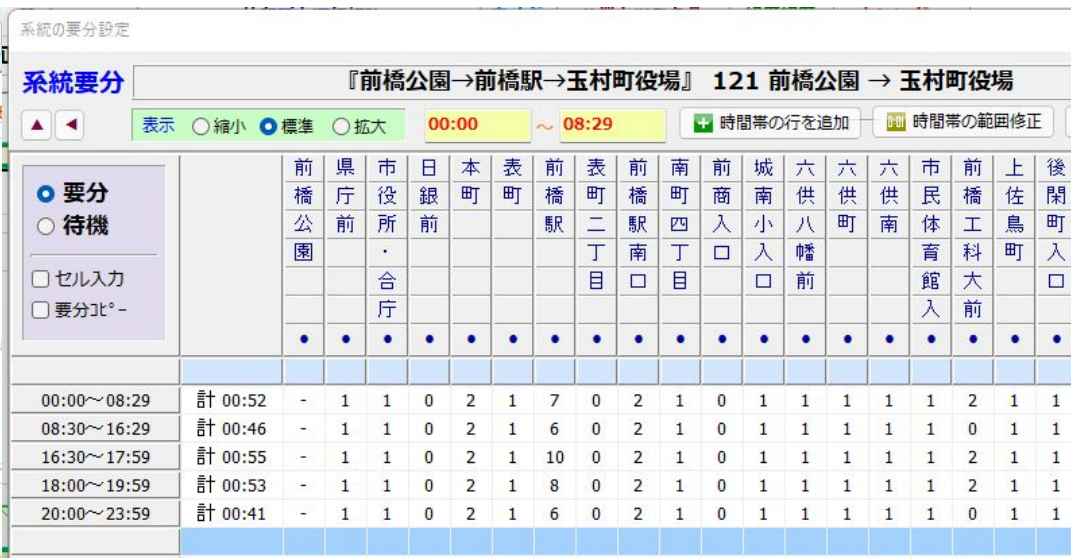 系統の要分設定
系統要分 『前橋公園→前橋駅→玉村町役場』 121 前橋公園 → 玉村町役場
▲ ◀ 表示 縮小 標準 拡大 00:00 ～ 08:29 時間帯の行を追加 時間帯の範囲修正
要分
待機
セル入力
要分ｺﾋﾟｰ
前橋公園
県庁前
市役所・合庁
日銀前
本町
表町
前橋駅
表町二丁目
前橋駅南口
南町四丁目
前商入口
城南小入口
六供八幡前
六供町
六供南
市民体育館入
前橋工科大前
上佐鳥町
後閑町入口
● ● ● ● ● ● ● ● ● ● ● ● ● ● ● ● ● ● ●
00:00～08:29 計 00:52 - 1 1 0 2 1 7 0 2 1 0 1 1 1 1 1 2 1 1
08:30～16:29 計 00:46 - 1 1 0 2 1 6 0 2 1 0 1 1 1 1 1 0 1 1
16:30～17:59 計 00:55 - 1 1 0 2 1 10 0 2 1 0 1 1 1 1 1 2 1 1
18:00～19:59 計 00:53 - 1 1 0 2 1 8 0 2 1 0 1 1 1 1 1 2 1 1
20:00～23:59 計 00:41 - 1 1 0 2 1 6 0 2 1 0 1 1 1 1 1 0 1 1